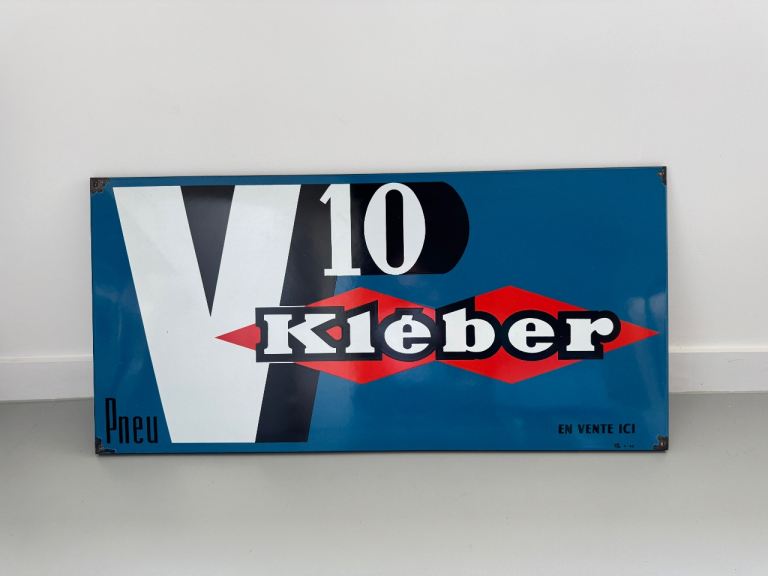 V10
Kléber
Pneu
EN VENTE ICI